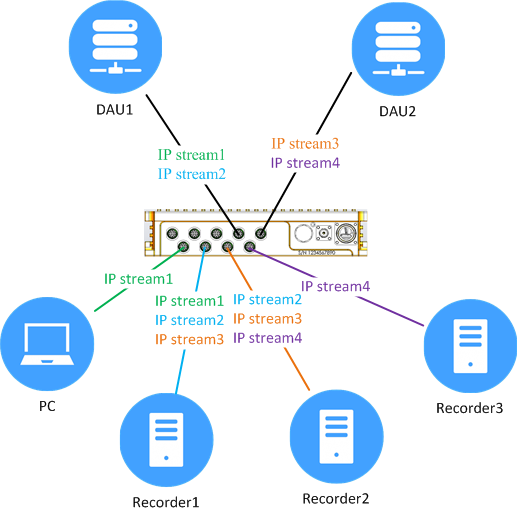 DAU1
DAU2
IP stream1
IP stream2
IP stream3
IP stream4
S/N:1234567890
IP stream1
IP stream1
IP stream2
IP stream3
IP stream2
IP stream3
IP stream4
IP stream4
PC
Recorder1
Recorder2
Recorder3